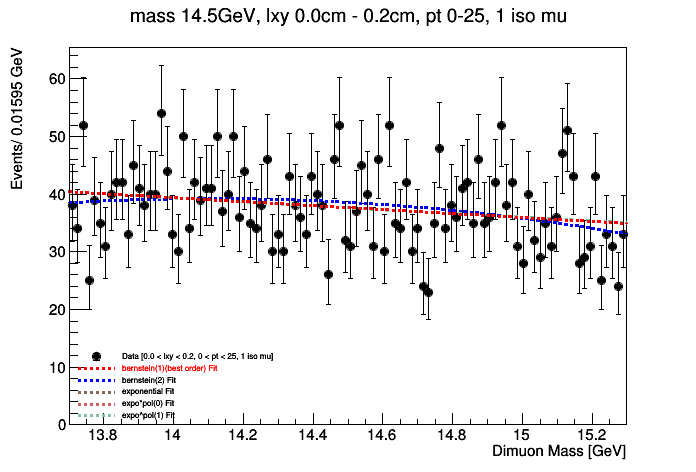 mass 14.5GeV, lxy 0.0cm - 0.2cm, pt 0-25, 1 iso mu
Events/ 0.01595 GeV
60
50
40
30
20
10
0
Data [0.0 < lxy < 0.2, 0 < pt < 25, 1 iso mu]
bernstein(1)(best order) Fit
bernstein(2) Fit
exponential Fit
expo*pol(0) Fit
expo^pol(1) Fit
13.8 14 14.2 14.4 14.6 14.8 15 15.2
Dimuon Mass [GeV]